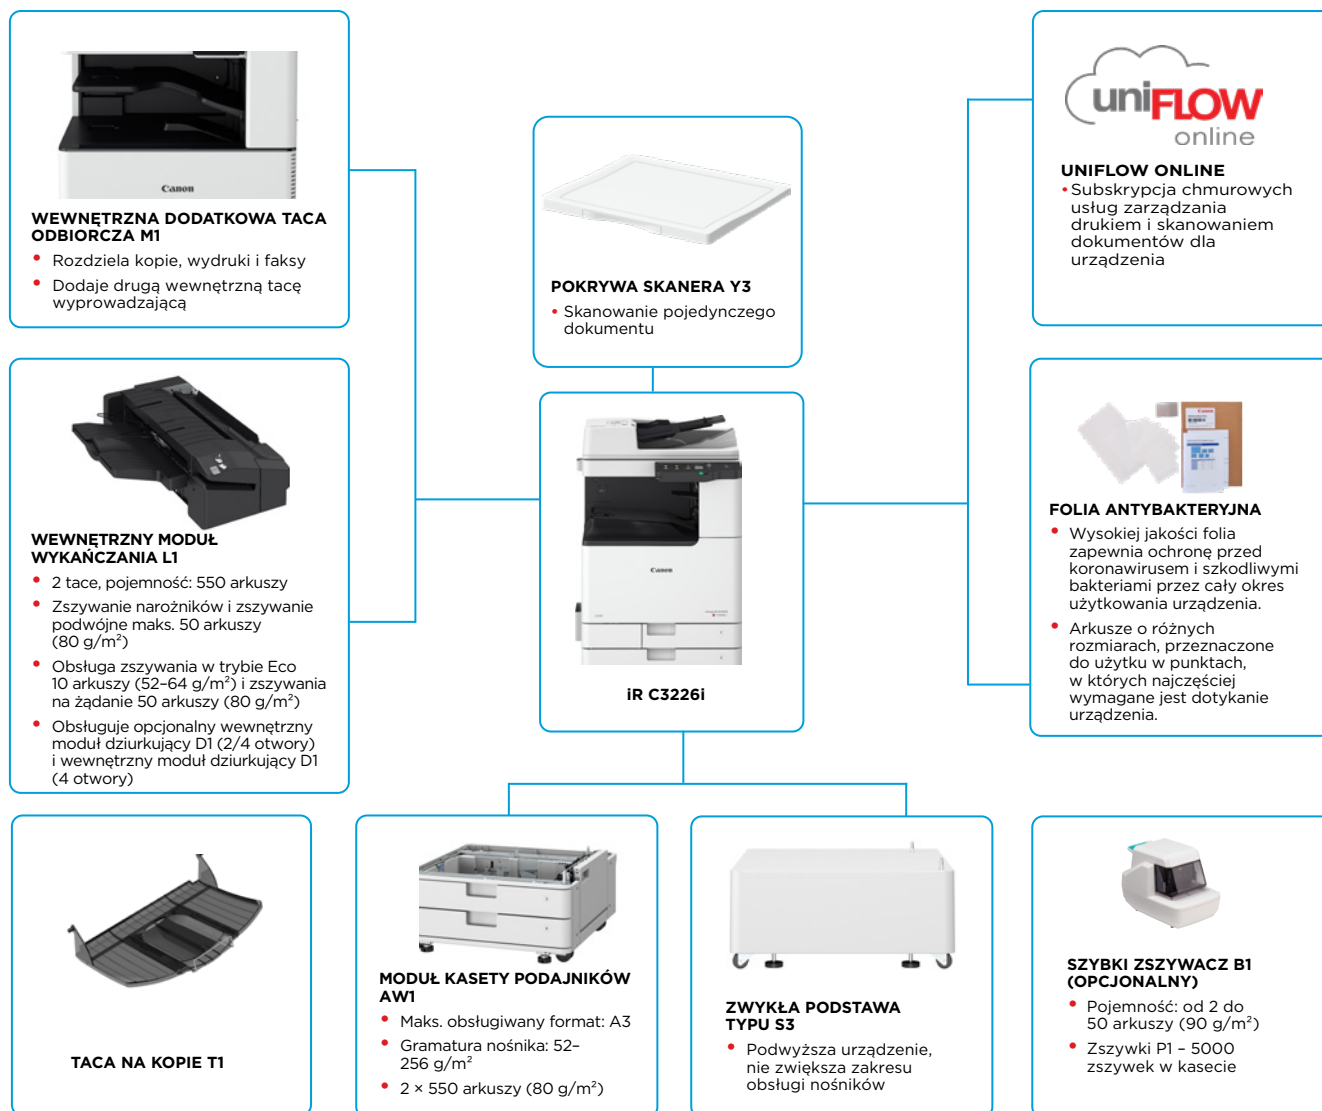 Canon
WEWNĘTRZNA DODATKOWA TACA
ODBIORCZA M1
• Rozdziela kopie, wydruki i faksy
• Dodaje drugą wewnętrzną tacę
wyprowadzającą
POKRYWA SKANERA Y3
• Skanowanie pojedynczego
dokumentu
uniFLOW
online
UNIFLOW ONLINE
• Subskrypcja chmurowych
usług zarządzania
drukiem i skanowaniem
dokumentów dla
urządzenia
WEWNĘTRZNY MODUŁ
WYKAŃCZANIA L1
• 2 tace, pojemność: 550 arkuszy
• Zszywanie narożników i zszywanie
podwójne maks. 50 arkuszy
(80 g/m²)
• Obsługa zszywania w trybie Eco
10 arkuszy (52–64 g/m²) i zszywania
na żądanie 50 arkuszy (80 g/m²)
• Obsługuje opcjonalny wewnętrzny
moduł dziurkujący D1 (2/4 otwory)
i wewnętrzny moduł dziurkujący D1
(4 otwory)
Canon
iR C3226i
Canon
FOLIA ANTYBAKTERYJNA
• Wysokiej jakości folia
zapewnia ochronę przed
koronawirusem i szkodliwymi
bakteriami przez cały okres
użytkowania urządzenia.
• Arkusze o różnych
rozmiarach, przeznaczone
do użytku w punktach,
w których najczęściej
wymagane jest dotykanie
urządzenia.
TACA NA KOPIE T1
MODUŁ KASETY PODAJNIKÓW
AW1
• Maks. obsługiwany format: A3
• Gramatura nośnika: 52–
256 g/m²
• 2 × 550 arkuszy (80 g/m²)
ZWYKŁA PODSTAWA
TYPU S3
• Podwyższa urządzenie,
nie zwiększa zakresu
obsługi nośników
SZYBKI ZSZYWACZ B1
(OPCJONALNY)
• Pojemność: od 2 do
50 arkuszy (90 g/m²)
• Zszywki P1 – 5000
zszywek w kasecie